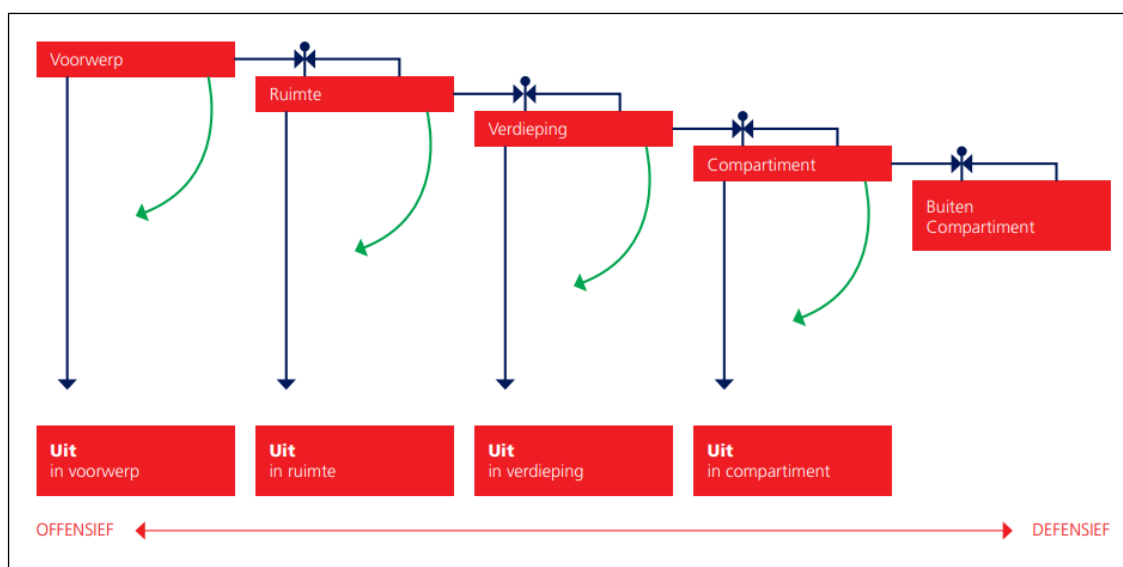 Voorwerp
Ruimte
Verdieping
Compartiment
Buiten
Compartiment
Uit
in voorwerp
Uit
in ruimte
Uit
in verdieping
Uit
in compartiment
OFFENSIEF
DEFENSIEF